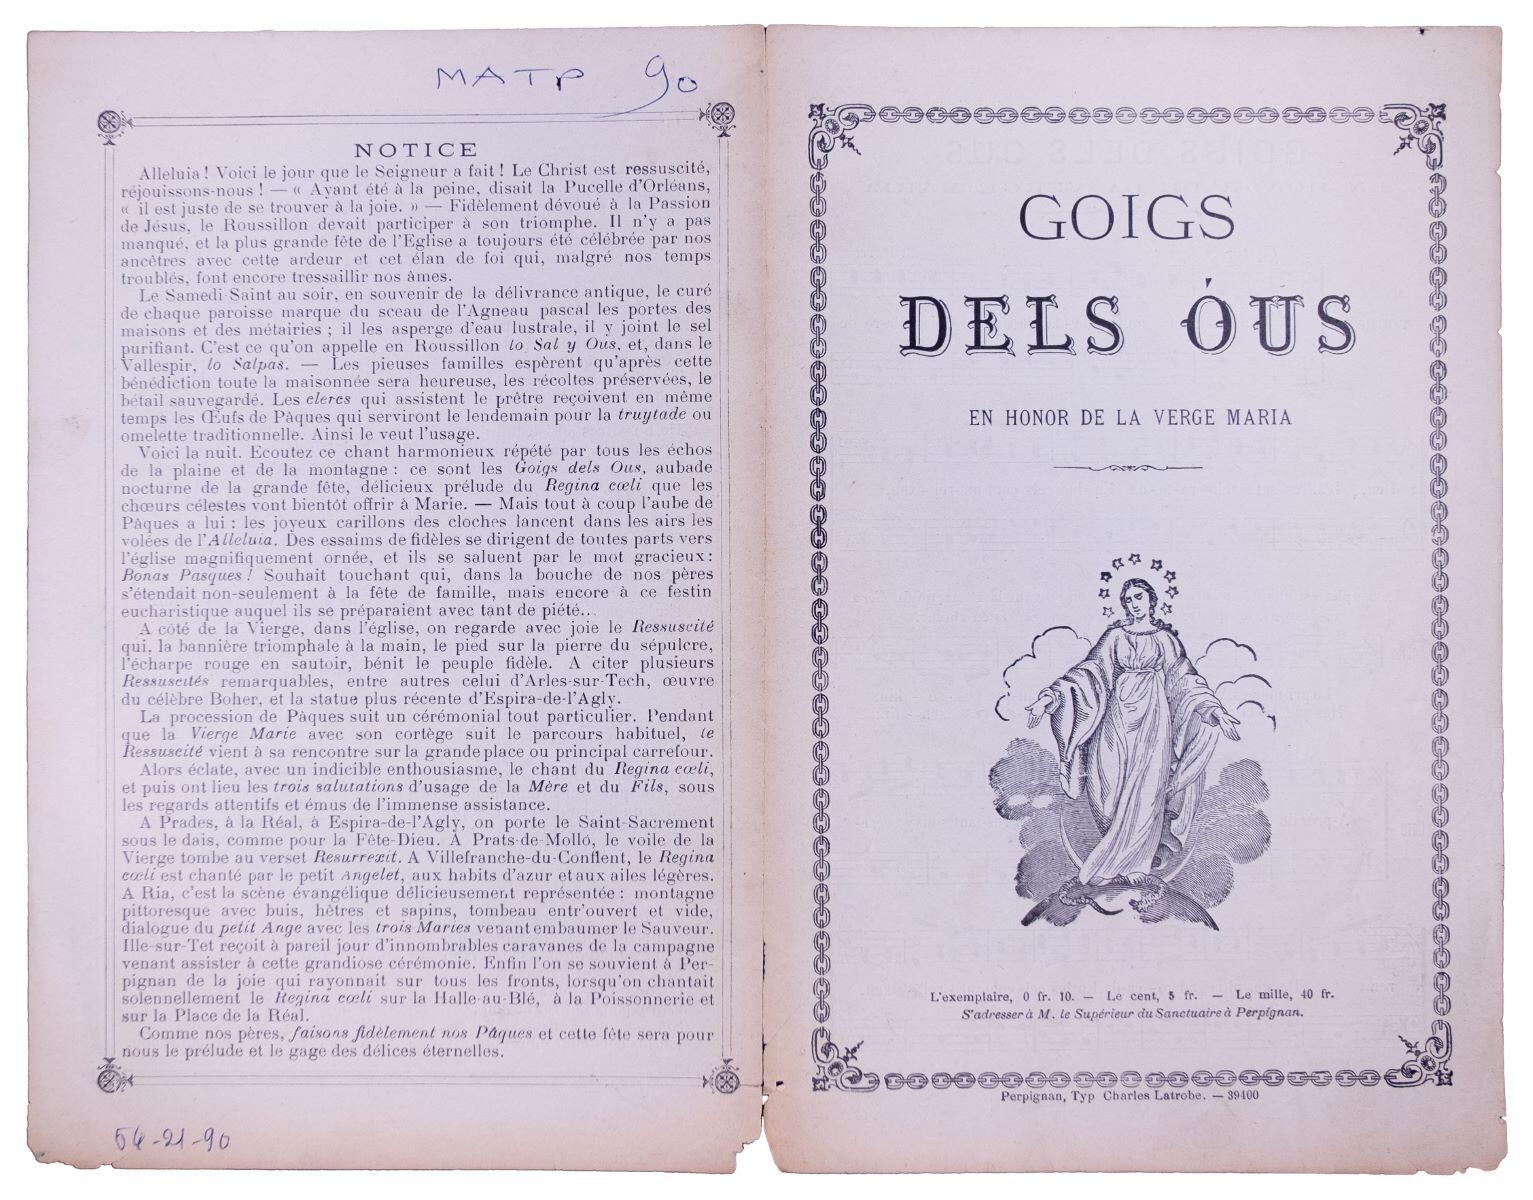 MATP 90
NOTICE
Alleluia ! Voici le jour que le Seigneur a fait ! Le Christ est ressuscité,
réjouissons-nous ! — « Ayant été à la peine, disait la Pucelle d'Orléans,
« il est juste de se trouver à la joie. » — Fidèlement dévoué à la Passion
de Jésus, le Roussillon devait participer à son triomphe. Il n'y a pas
manqué, et la plus grande fête de l'Eglise a toujours été célébrée par nos
ancêtres avec cette ardeur et cet élan de foi qui, malgré nos temps
troublés, font encore tressaillir nos âmes.
Le Samedi-Saint au soir, en souvenir de la délivrance antique, le curé
de chaque paroisse marque du sceau de l'Agneau pascal les portes des
maisons et des métairies ; il les asperge d'eau lustrale, il y joint le sel
purifiant. C'est ce qu'on appelle en Roussillon lo Sal y Ous, et, dans le
Vallespir, lo Salpas. — Les pieuses familles espèrent qu'après cette
bénédiction toute la maisonnée sera heureuse, les récoltes préservées, le
bétail sauvegardé. Les clercs qui assistent le prêtre reçoivent en même
temps les Œufs de Pâques qui serviront le lendemain pour la truytade ou
omelette traditionnelle. Ainsi le veut l'usage.
Voici la nuit. Ecoutez ce chant harmonieux répété par tous les échos
de la plaine et de la montagne : ce sont les Goigs dels Ous, aubade
nocturne de la grande fête, délicieux prélude du Regina cœli que les
chœurs célestes vont bientôt offrir à Marie. — Mais tout à coup l'aube de
Pâques a lui : les joyeux carillons des cloches lancent dans les airs les
volées de l'Alleluia. Des essaims de fidèles se dirigent de toutes parts vers
l'église magnifiquement ornée, et ils se saluent par le mot gracieux :
Bonas Pasques ! Souhait touchant qui, dans la bouche de nos pères
s'étendait non-seulement à la fête de famille, mais encore à ce festin
eucharistique auquel ils se préparaient avec tant de piété...
A côté de la Vierge, dans l'église, on regarde avec joie le Ressuscité
qui, la bannière triomphale à la main, le pied sur la pierre du sépulcre,
l'écharpe rouge en sautoir, bénit le peuple fidèle. A citer plusieurs
Ressuscités remarquables, entre autres celui d'Arles-sur-Tech, œuvre
du célèbre Boher, et la statue plus récente d'Espira-de-l'Agly.
La procession de Pâques suit un cérémonial tout particulier. Pendant
que la Vierge Marie avec son cortège suit le parcours habituel, le
Ressuscité vient à sa rencontre sur la grande place ou principal carrefour.
Alors éclate, avec un indicible enthousiasme, le chant du Regina cœli,
et puis ont lieu les trois salutations d'usage de la Mère et du Fils, sous
les regards attentifs et émus de l'immense assistance.
A Prades, à la Réal, à Espira-de-l'Agly, on porte le Saint-Sacrement
sous le dais, comme pour la Fête-Dieu. A Prats-de-Molló, le voile de la
Vierge tombe au verset Resurrexit. A Villefranche-du-Conflent, le Regina
cœli est chanté par le petit Angelet, aux habits d'azur et aux ailes légères.
A Ria, c'est la scène évangélique délicieusement représentée : montagne
pittoresque avec buis, hêtres et sapins, tombeau entr'ouvert et vide,
dialogue du petit Ange avec les trois Maries venant embaumer le Sauveur.
Ille-sur-Tet reçoit à pareil jour d'innombrables caravanes de la campagne
venant assister à cette grandiose cérémonie. Enfin l'on se souvient à Per-
pignan de la joie qui rayonnait sur tous les fronts, lorsqu'on chantait
solennellement le Regina cœli sur la Halle-au-Blé, à la Poissonnerie et
sur la Place de la Réal.
Comme nos pères, faisons fidèlement nos Pâques et cette fête sera pour
nous le prélude et le gage des délices éternelles.
54-21-90
GOIGS
DELS ÓUS
EN HONOR DE LA VERGE MARIA
L'exemplaire, 0 fr. 10. — Le cent, 5 fr. — Le mille, 40 fr.
S'adresser à M. le Supérieur du Sanctuaire à Perpignan.
Perpignan, Typ Charles Latrobe. — 39400